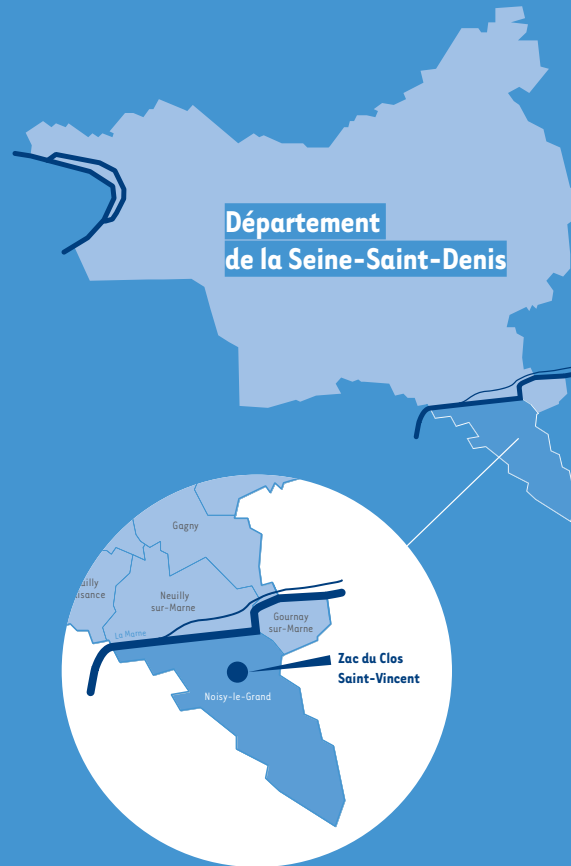 Département
de la Seine-Saint-Denis
Gagny
Neuilly
sur-Marne
Gournay
sur-Marne
La Marne
Zac du Clos
Saint-Vincent
Noisy-le-Grand